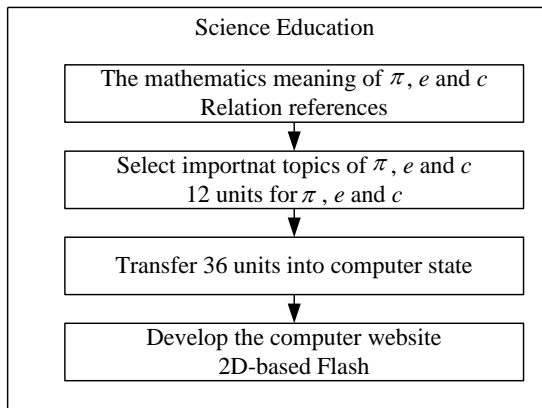 Science Education
The mathematics meaning of π, e and c
Relation references
Select importnat topics of π, e and c
12 units for π, e and c
Transfer 36 units into computer state
Develop the computer website
2D-based Flash